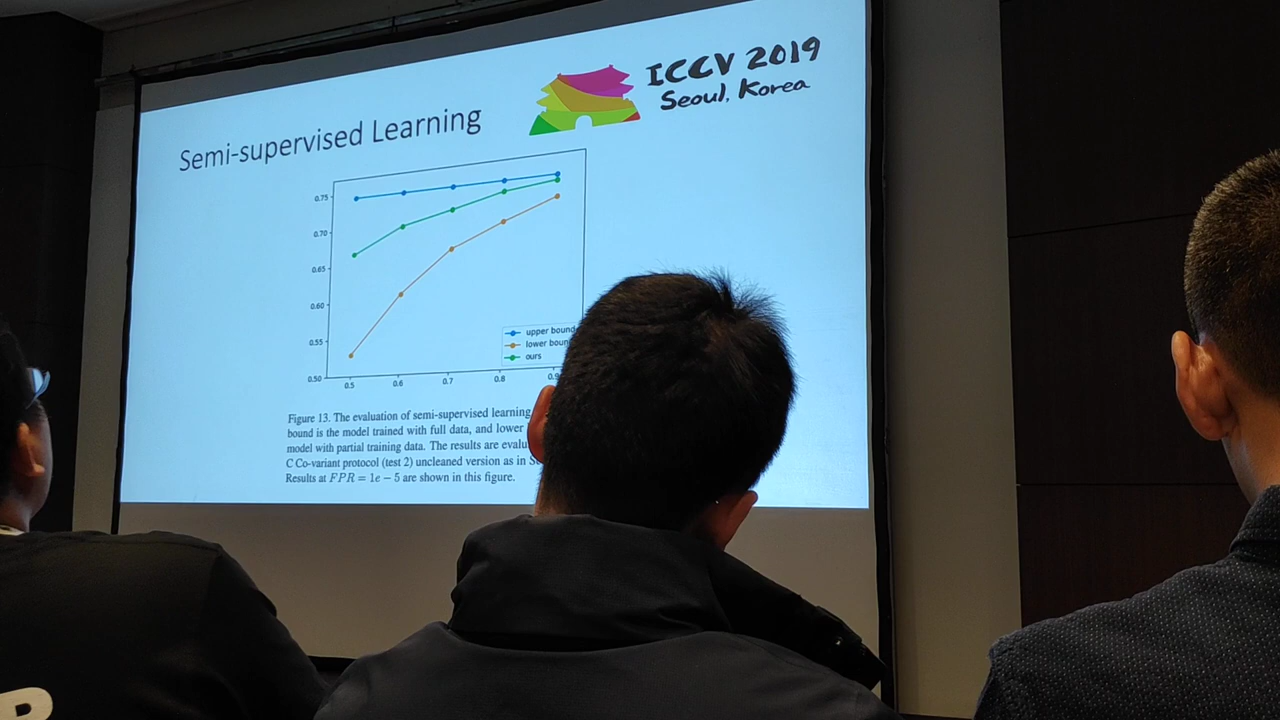 ICCV 2019
Seoul, Korea
Semi-supervised Learning
0.75
0.70
0.65
0.60
0.55
0.50
upper bound
lower
ours
0.5 0.6 0.7 0.8
Figure 13. The evaluation of semi-supervised learning
bound is the model trained with full data, and lower
model with partial training data. The results are
C Co-variant protocol (test 2) uncleaned version as in
Results at FPR = 1e − 5 are shown in this figure.